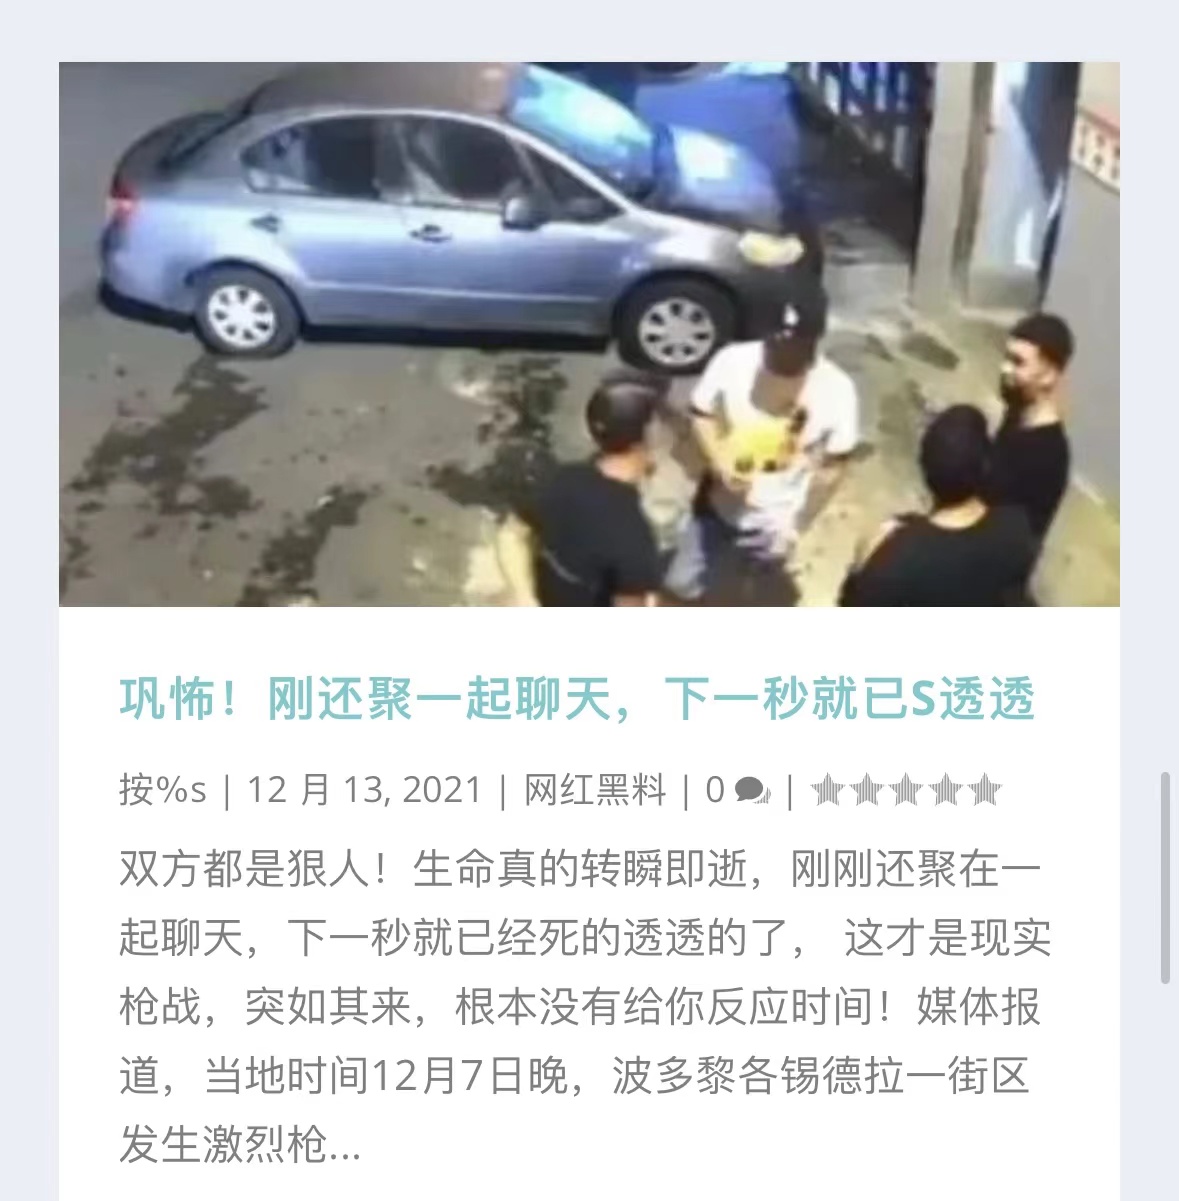 巩怖！刚还聚一起聊天，下一秒就已S透透
按%s | 12 月 13, 2021 | 网红黑料 | 0 |
双方都是狠人！生命真的转瞬即逝，刚刚还聚在一
起聊天，下一秒就已经死的透透的了， 这才是现实
枪战，突如其来，根本没有给你反应时间！媒体报
道，当地时间12月7日晚，波多黎各锡德拉一街区
发生激烈枪...